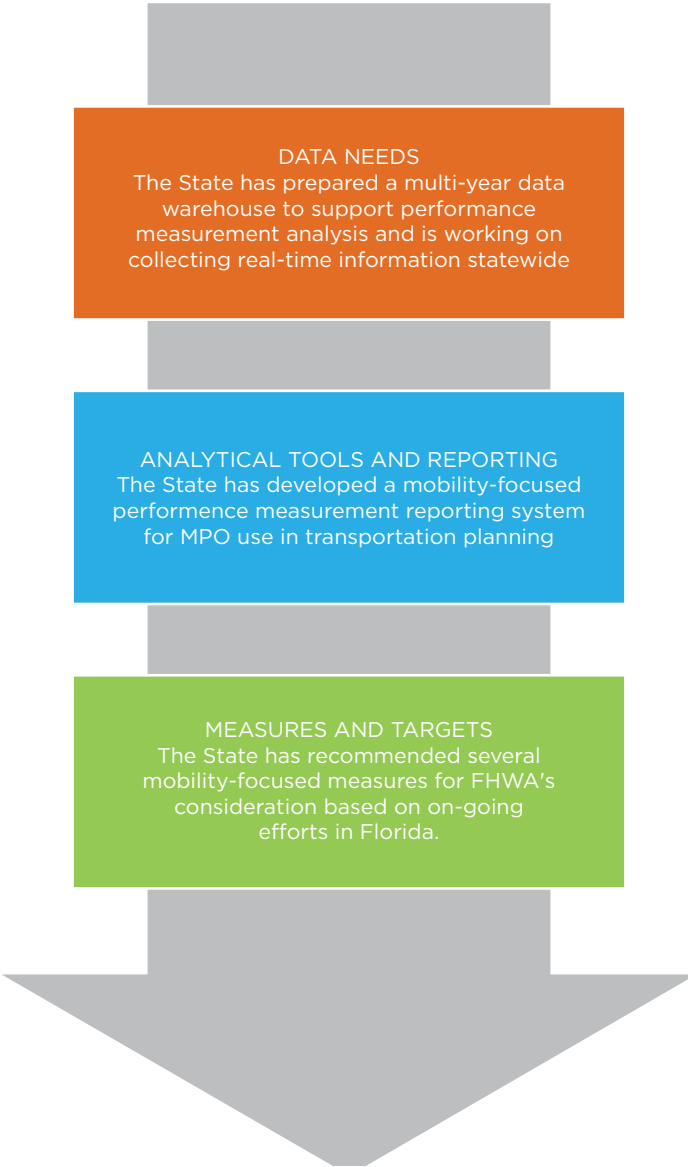 DATA NEEDS
The State has prepared a multi-year data
warehouse to support performance
measurement analysis and is working on
collecting real-time information statewide
ANALYTICAL TOOLS AND REPORTING
The State has developed a mobility-focused
performence measurement reporting system
for MPO use in transportation planning
MEASURES AND TARGETS
The State has recommended several
mobility-focused measures for FHWA's
consideration based on on-going
efforts in Florida.